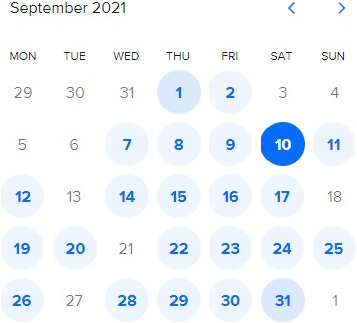 September 2021
MON TUE WED THU FRI SAT SUN
29 30 31 1 2 3 4
5 6 7 8 9 10 11
12 13 14 15 16 17 18
19 20 21 22 23 24 25
26 27 28 29 30 31 1